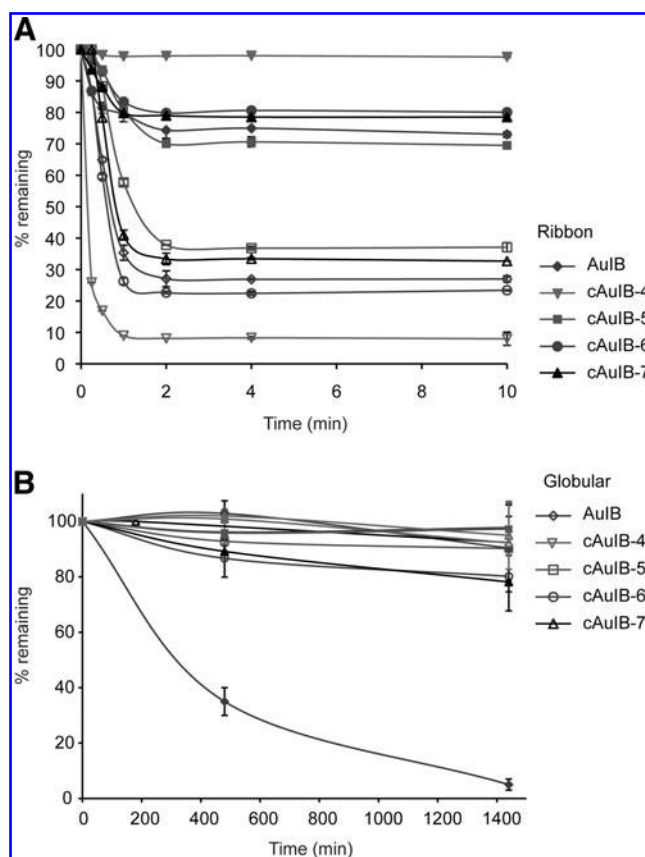 A
100
90
80
70
60
50
40
30
20
10
0
% remaining
0
2
4
6
8
10
Time (min)
Ribbon
AuIB
cAuIB-4
cAuIB-5
cAuIB-6
cAuIB-7
B
100
80
60
40
20
0
% remaining
0
200
400
600
800
1000
1200
1400
Time (min)
Globular
AuIB
cAuIB-4
cAuIB-5
cAuIB-6
cAuIB-7